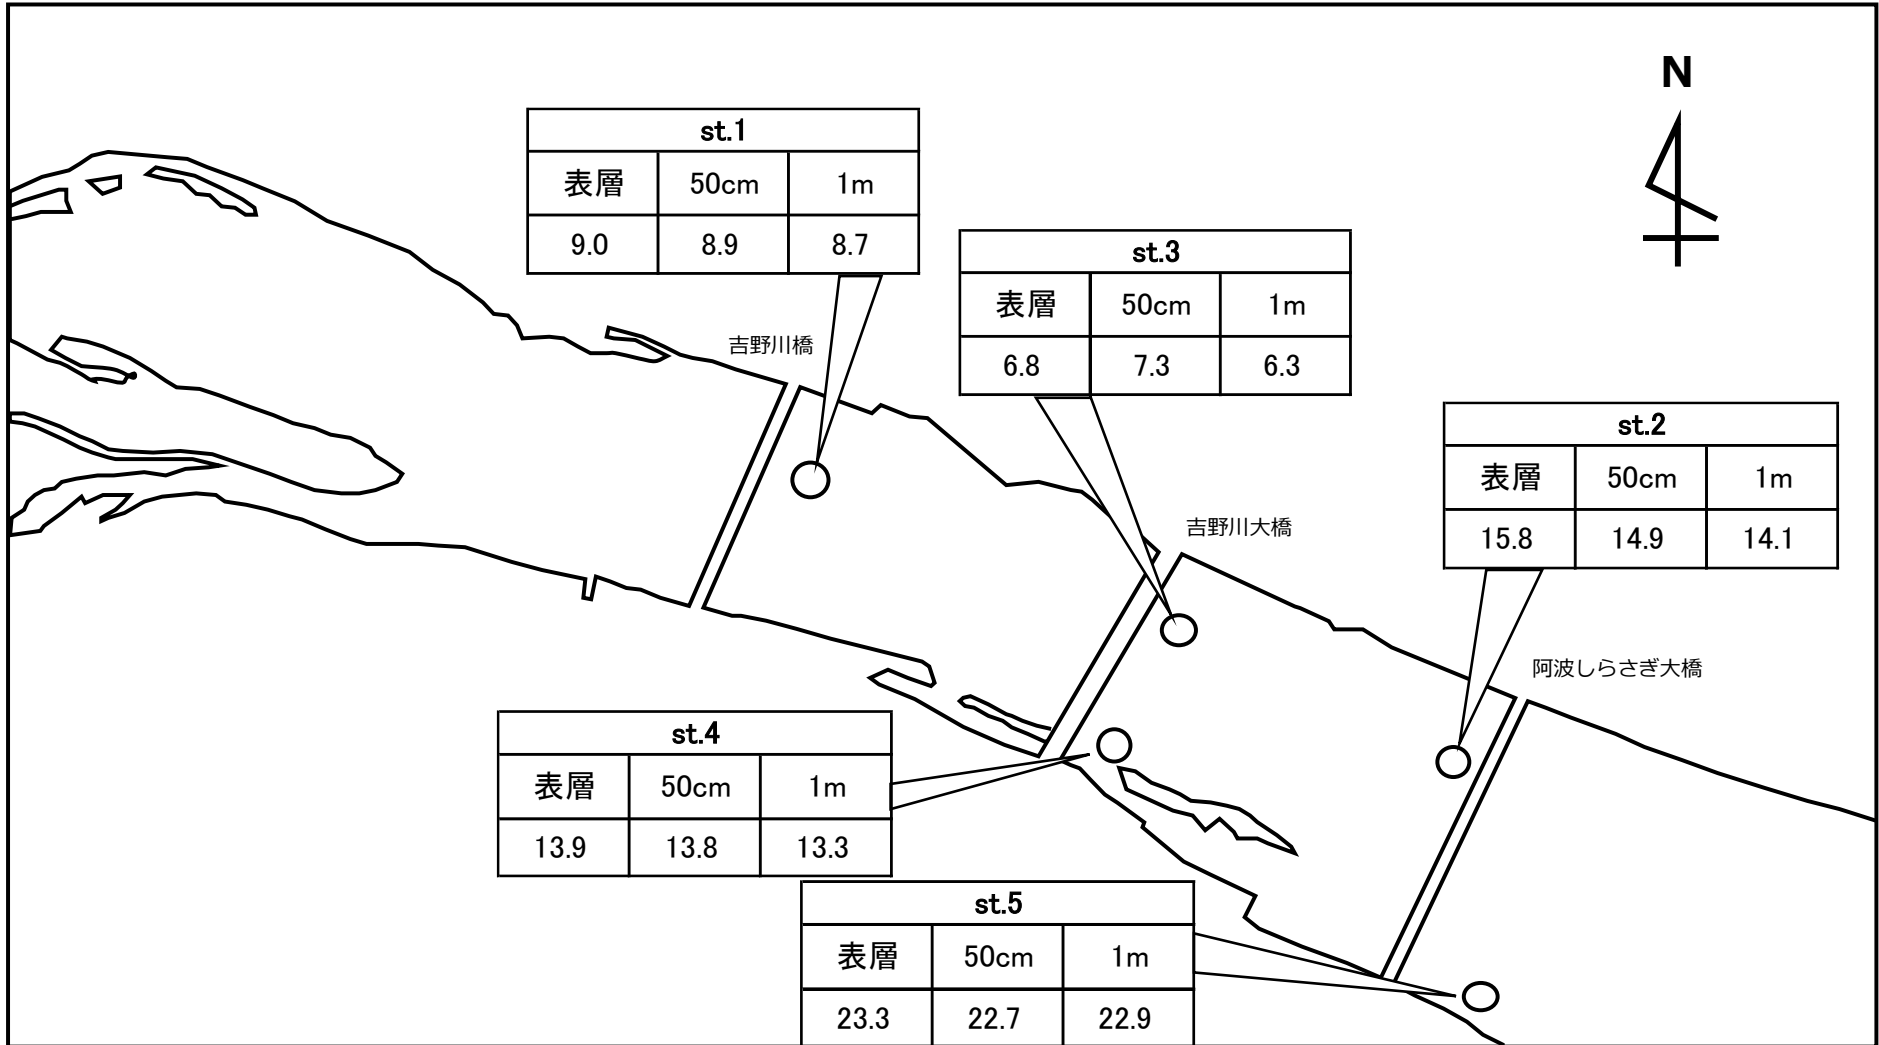 N
st.1
表層 50cm 1m
9.0 8.9 8.7
st.3
表層 50cm 1m
6.8 7.3 6.3
吉野川橋
st.2
表層 50cm 1m
15.8 14.9 14.1
吉野川大橋
阿波しらさぎ大橋
st.4
表層 50cm 1m
13.9 13.8 13.3
st.5
表層 50cm 1m
23.3 22.7 22.9